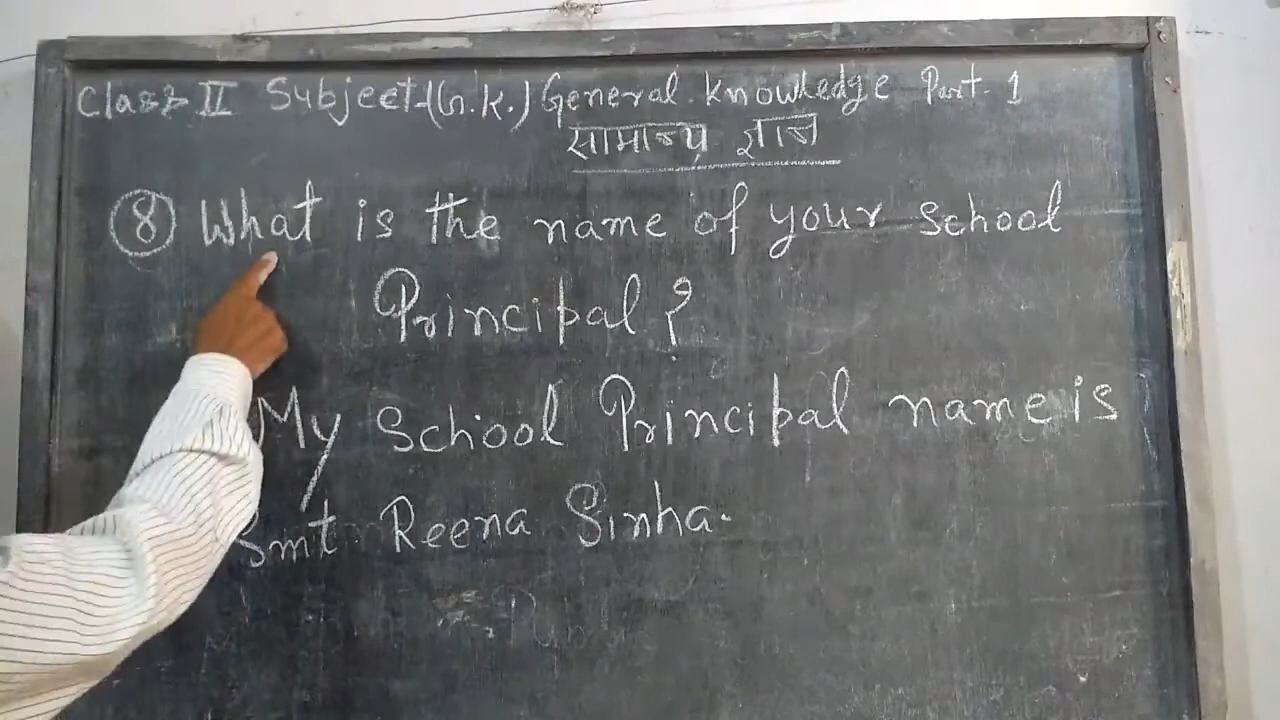 Class II Subject-(G.K.) General Knowledge Part-1
सामान्य ज्ञान
8 What is the name of your School
Principal?
My School Principal name is
Smt Reena Sinha.